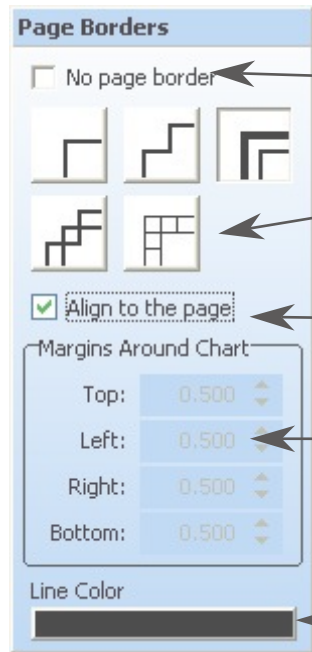 Page Borders
No page border
Align to the page
Margins Around Chart
Top: 0.500
Left: 0.500
Right: 0.500
Bottom: 0.500
Line Color